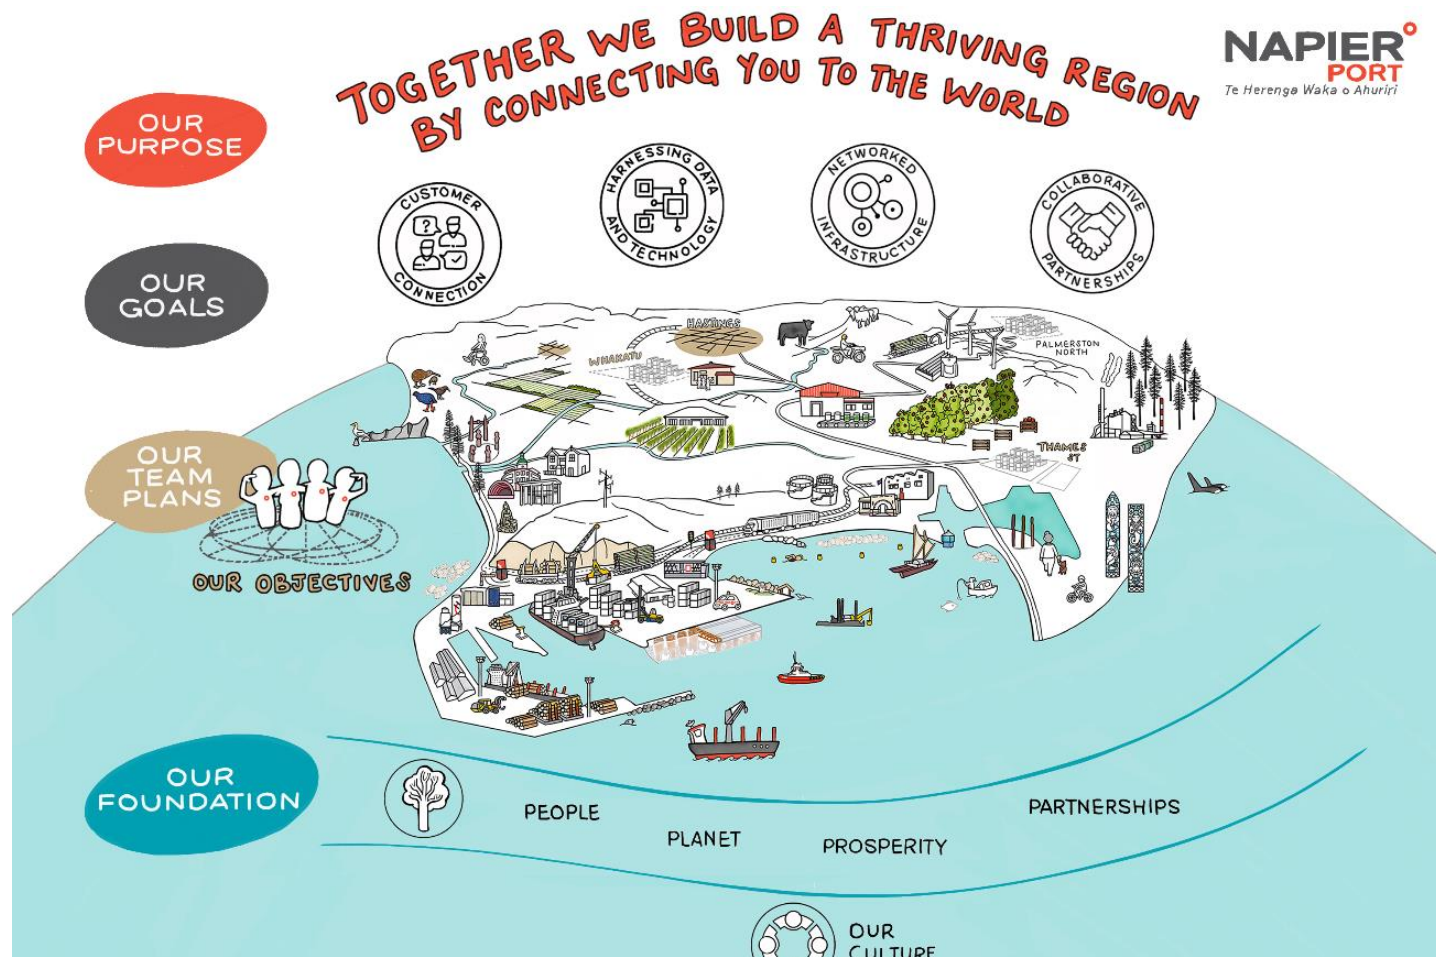 TOGETHER WE BUILD A THRIVING REGION
BY CONNECTING YOU TO THE WORLD
NAPIER
PORT
Te Herenga Waka o Ahuriri
OUR
PURPOSE
CUSTOMER
CONNECTION
HARNESSING DATA
AND TECHNOLOGY
NETWORKED
INFRASTRUCTURE
COLLABORATIVE
PARTNERSHIPS
OUR
GOALS
HASTINGS
WHAKATU
PALMERSTON
NORTH
OUR
TEAM
PLANS
THAMES
ST
OUR OBJECTIVES
OUR
FOUNDATION
PEOPLE
PLANET
PROSPERITY
PARTNERSHIPS
OUR
CULTURE